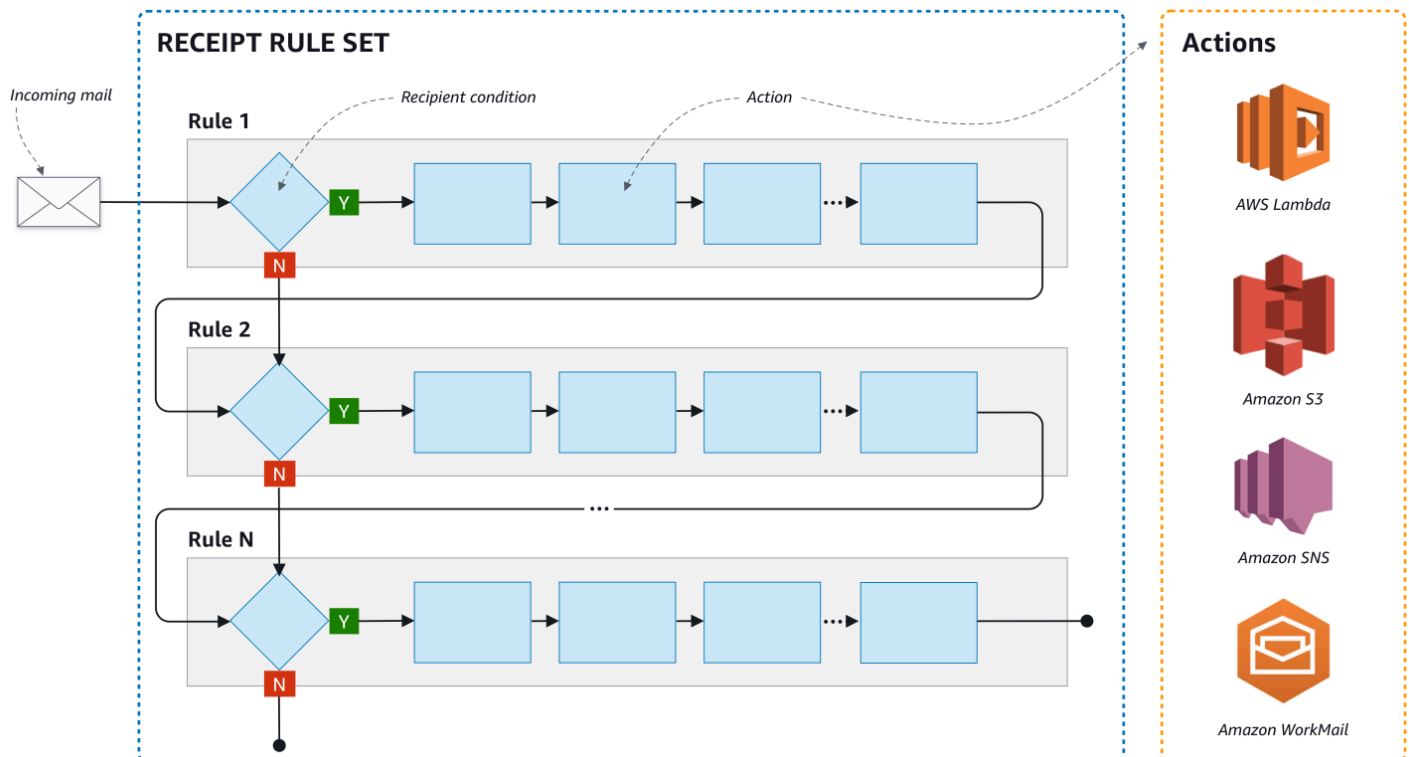 RECEIPT RULE SET
Actions
Incoming mail
Recipient condition
Action
Rule 1
Y
N
AWS Lambda
Rule 2
Y
N
Amazon S3
...
Rule N
Y
N
Amazon SNS
Amazon WorkMail